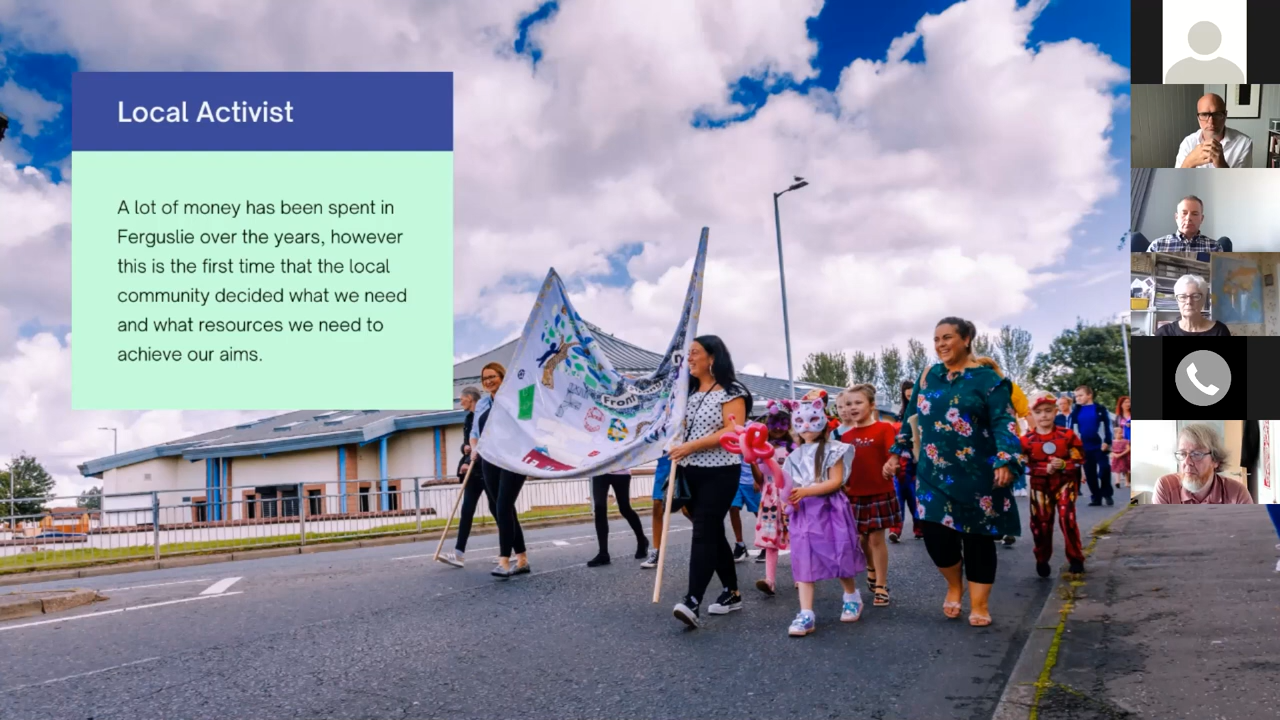 Local Activist
A lot of money has been spent in
Ferguslie over the years, however
this is the first time that the local
community decided what we need
and what resources we need to
achieve our aims.